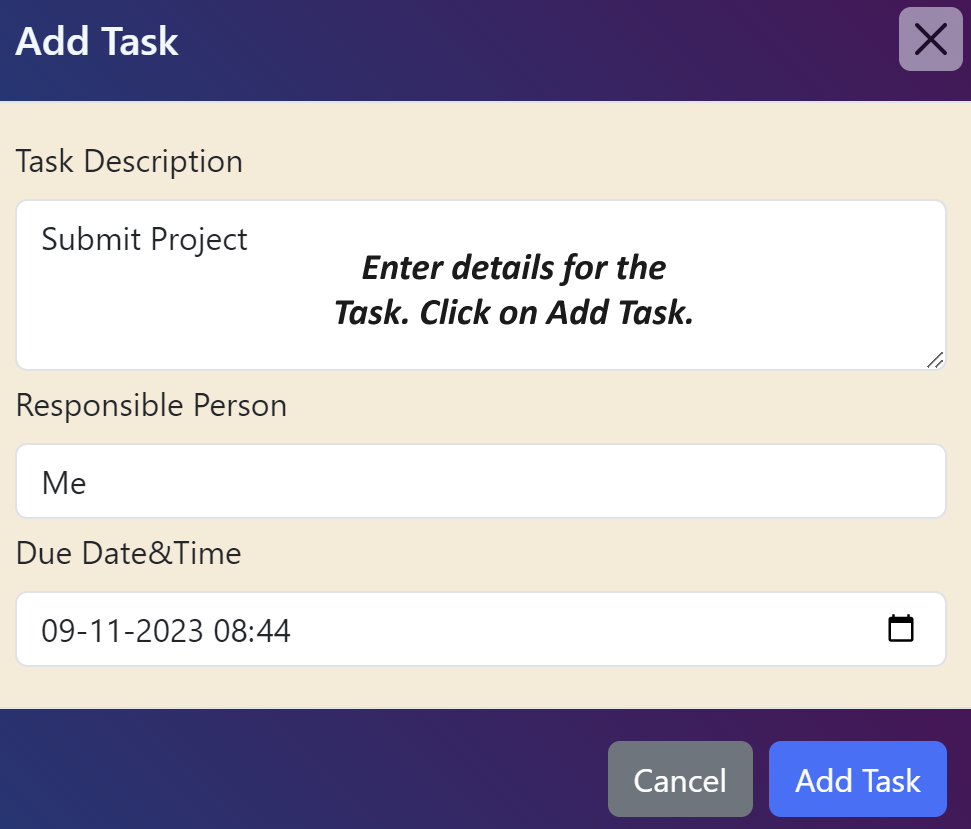 Add Task
Task Description
Submit Project
Enter details for the
Task. Click on Add Task.
Responsible Person
Me
Due Date&Time
09-11-2023 08:44
Cancel
Add Task